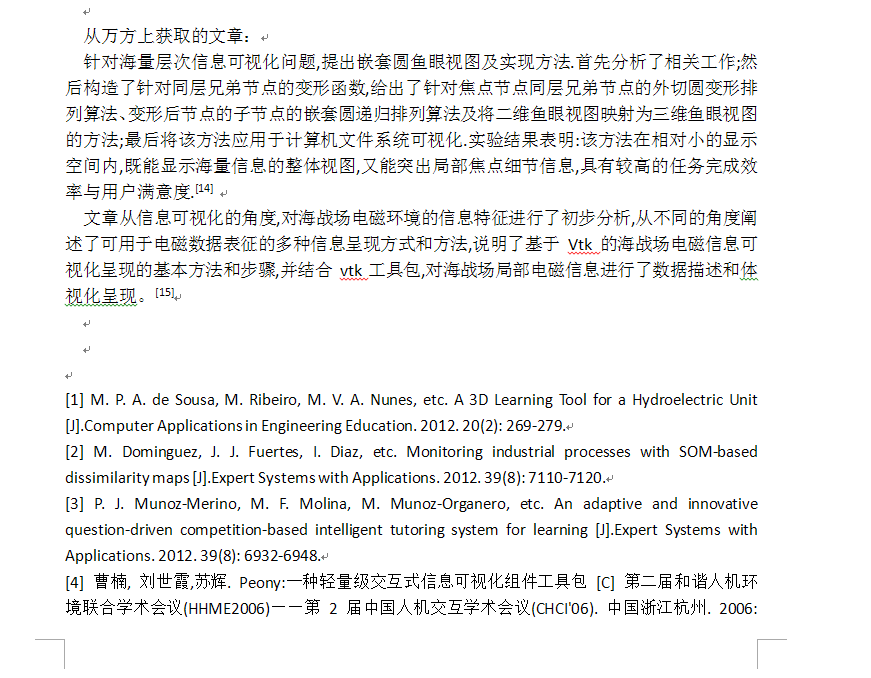 从万方上获取的文章：
针对海量层次信息可视化问题,提出嵌套圆鱼眼视图及实现方法.首先分析了相关工作;然
后构造了针对同层兄弟节点的变形函数,给出了针对焦点节点同层兄弟节点的外切圆变形排
列算法、变形后节点的子节点的嵌套圆递归排列算法及将二维鱼眼视图映射为三维鱼眼视图
的方法;最后将该方法应用于计算机文件系统可视化.实验结果表明:该方法在相对小的显示
空间内,既能显示海量信息的整体视图,又能突出局部焦点细节信息,具有较高的任务完成效
率与用户满意度.[14]
文章从信息可视化的角度,对海战场电磁环境的信息特征进行了初步分析,从不同的角度阐
述了可用于电磁数据表征的多种信息呈现方式和方法,说明了基于 Vtk 的海战场电磁信息可
视化呈现的基本方法和步骤,并结合 vtk 工具包,对海战场局部电磁信息进行了数据描述和体
视化呈现。[15]
[1] M. P. A. de Sousa, M. Ribeiro, M. V. A. Nunes, etc. A 3D Learning Tool for a Hydroelectric Unit
[J].Computer Applications in Engineering Education. 2012. 20(2): 269-279.
[2] M. Dominguez, J. J. Fuertes, I. Diaz, etc. Monitoring industrial processes with SOM-based
dissimilarity maps [J].Expert Systems with Applications. 2012. 39(8): 7110-7120.
[3] P. J. Munoz-Merino, M. F. Molina, M. Munoz-Organero, etc. An adaptive and innovative
question-driven competition-based intelligent tutoring system for learning [J].Expert Systems with
Applications. 2012. 39(8): 6932-6948.
[4] 曹楠, 刘世霞,苏辉. Peony:一种轻量级交互式信息可视化组件工具包 [C] 第二届和谐人机环
境联合学术会议(HHME2006)——第 2 届中国人机交互学术会议(CHCI'06). 中国浙江杭州. 2006: